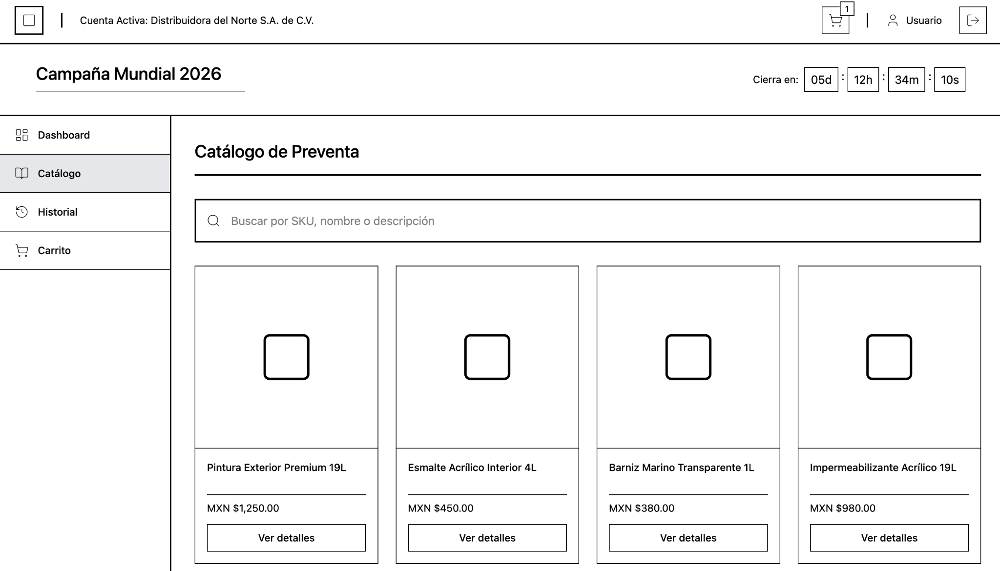 Cuenta Activa: Distribuidora del Norte S.A. de C.V.
1
Usuario
Campaña Mundial 2026
Cierra en: 05d : 12h : 34m : 10s
Dashboard
Catálogo
Historial
Carrito
Catálogo de Preventa
Buscar por SKU, nombre o descripción
Pintura Exterior Premium 19L
MXN $1,250.00
Ver detalles
Esmalte Acrílico Interior 4L
MXN $450.00
Ver detalles
Barniz Marino Transparente 1L
MXN $380.00
Ver detalles
Impermeabilizante Acrílico 19L
MXN $980.00
Ver detalles